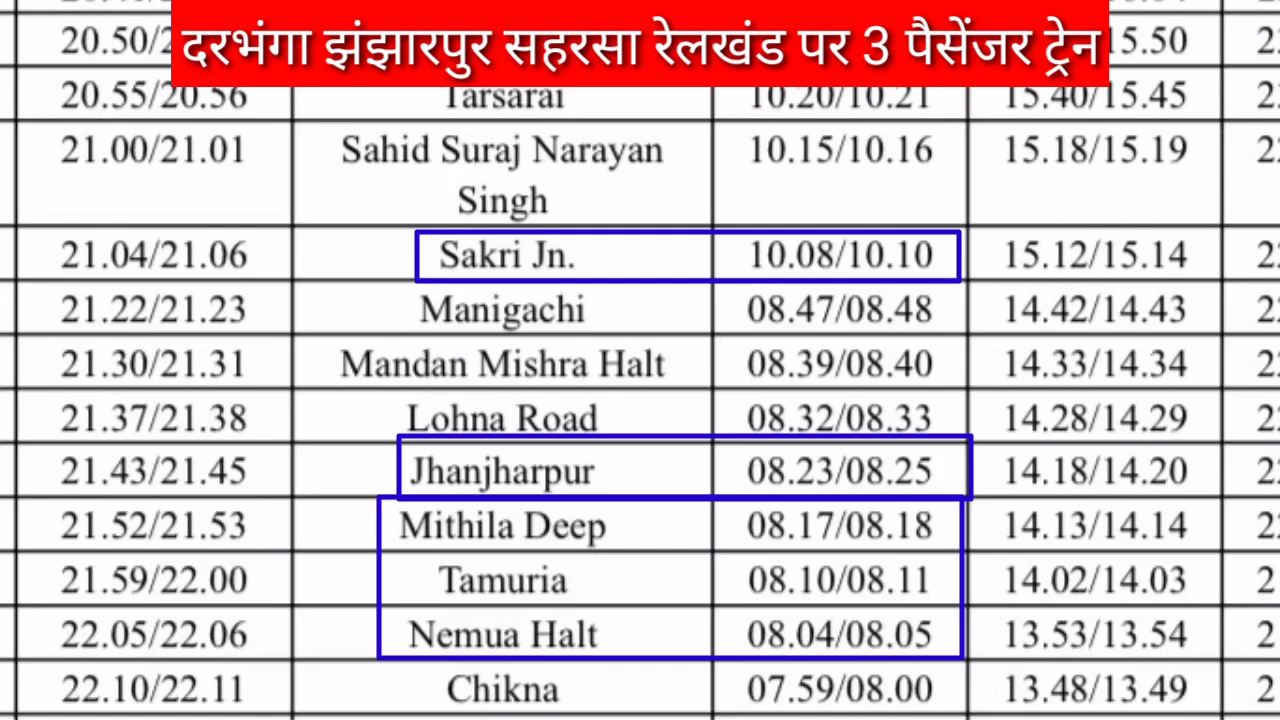 दरभंगा झंझारपुर सहरसा रेलखंड पर 3 पैसेंजर ट्रेन
20.55/20.56 Tarsarai 10.20/10.21 15.40/15.45
21.00/21.01 Sahid Suraj Narayan 10.15/10.16 15.18/15.19
Singh
21.04/21.06 Sakri Jn. 10.08/10.10 15.12/15.14
21.22/21.23 Manigachi 08.47/08.48 14.42/14.43
21.30/21.31 Mandan Mishra Halt 08.39/08.40 14.33/14.34
21.37/21.38 Lohna Road 08.32/08.33 14.28/14.29
21.43/21.45 Jhanjharpur 08.23/08.25 14.18/14.20
21.52/21.53 Mithila Deep 08.17/08.18 14.13/14.14
21.59/22.00 Tamuria 08.10/08.11 14.02/14.03
22.05/22.06 Nemua Halt 08.04/08.05 13.53/13.54
22.10/22.11 Chikna 07.59/08.00 13.48/13.49